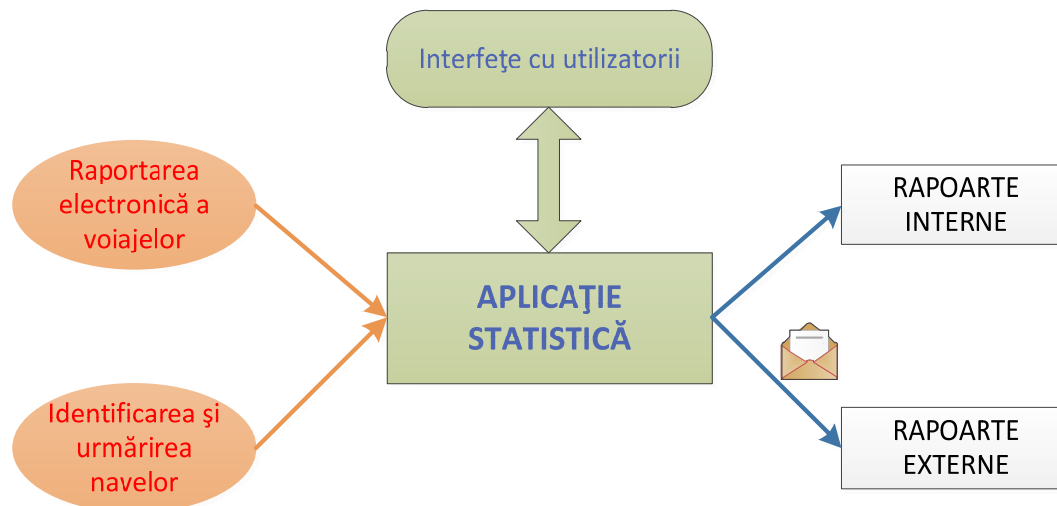 Interfeţe cu utilizatorii
Raportarea
electronică a
voiajelor
RAPOARTE
INTERNE
APLICAŢIE
STATISTICĂ
Identificarea şi
urmărirea
navelor
RAPOARTE
EXTERNE